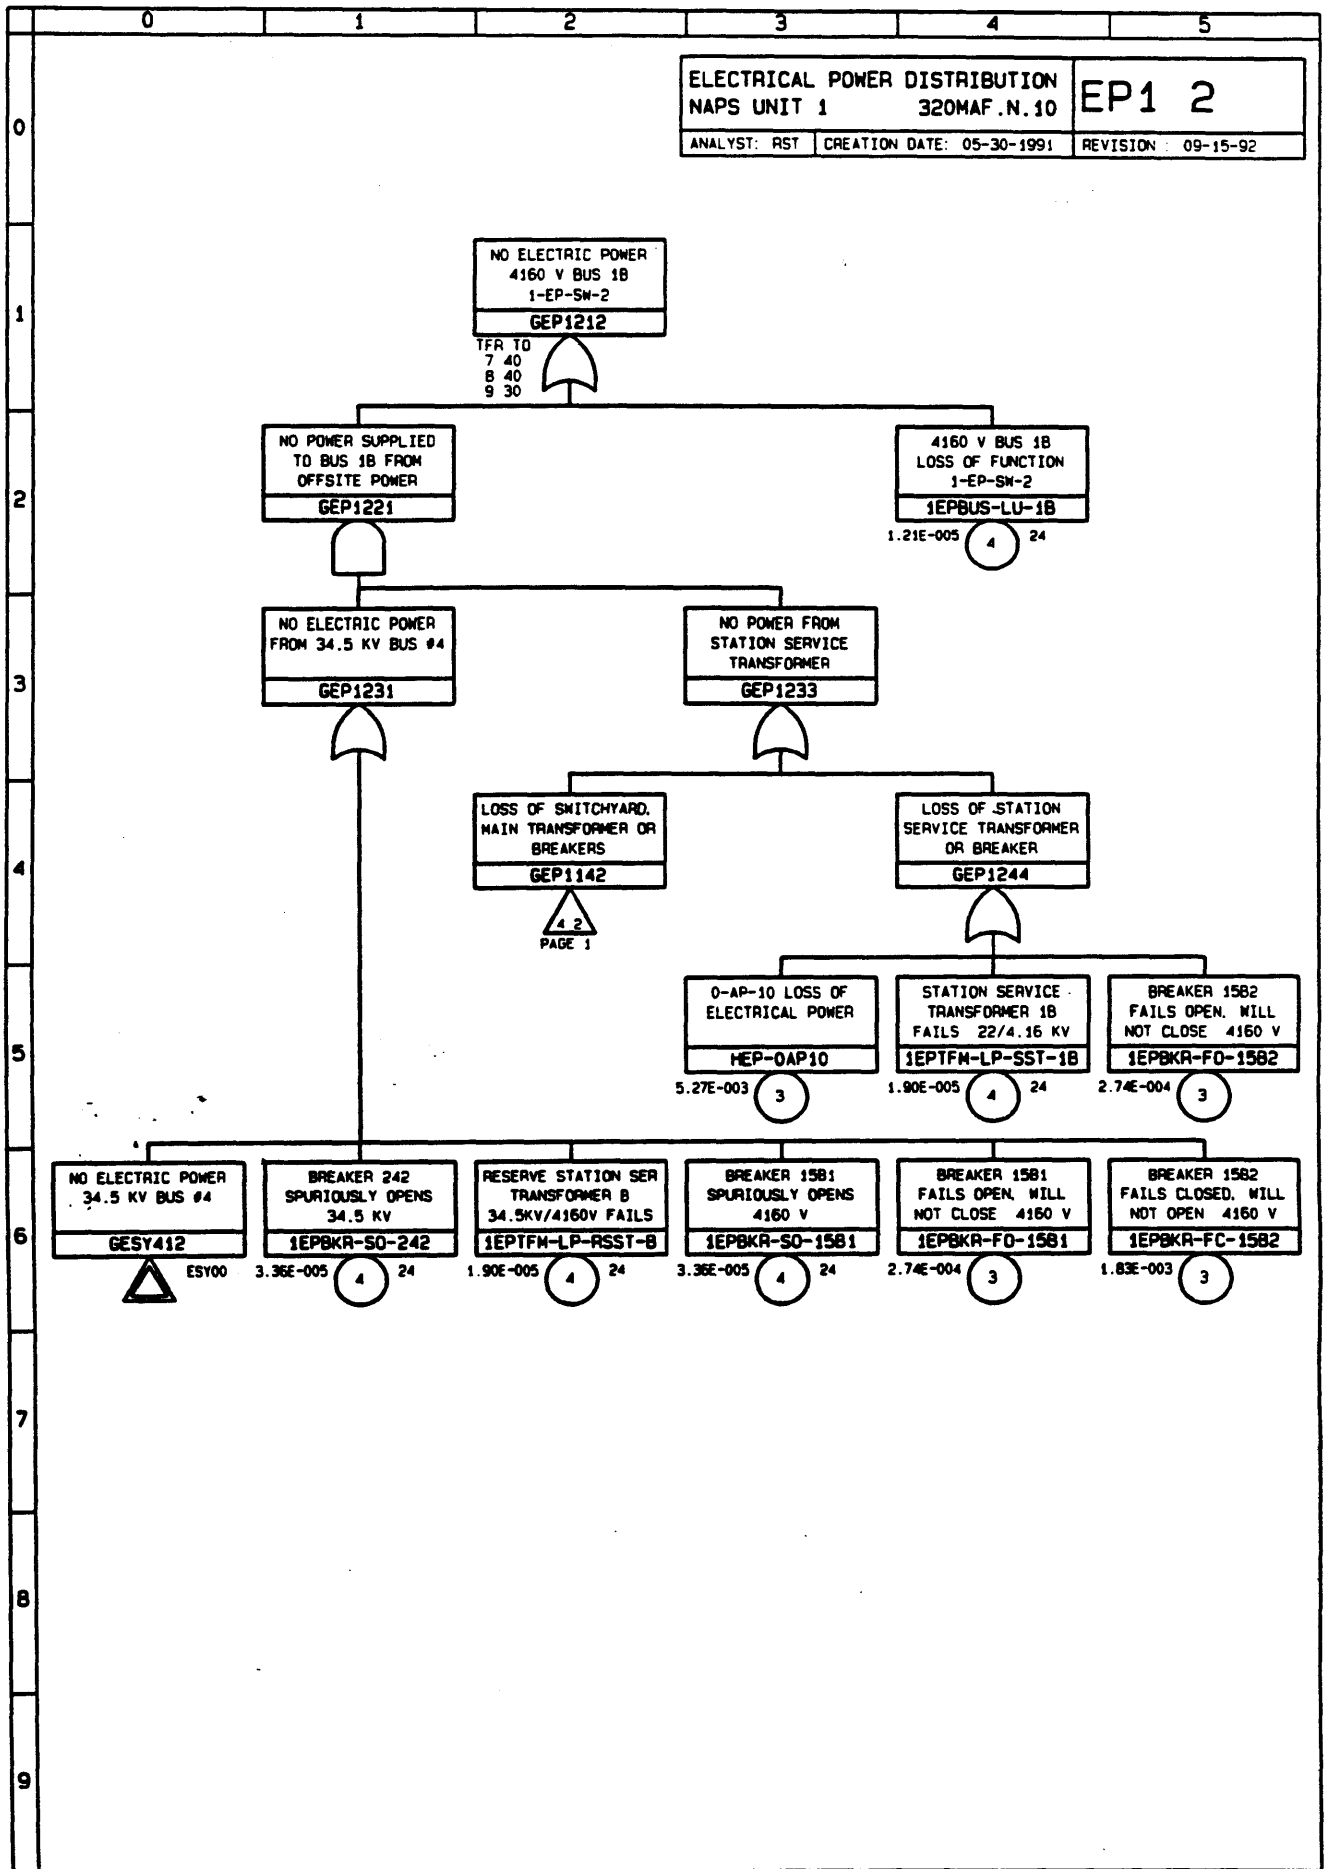 0 1 2 3 4 5
ELECTRICAL POWER DISTRIBUTION
NAPS UNIT 1 320MAF.N.10
EP1 2
ANALYST: RST CREATION DATE: 05-30-1991 REVISION : 09-15-92
0
1
2
3
4
5
6
7
8
9
NO ELECTRIC POWER
4160 V BUS 1B
1-EP-SW-2
GEP1212
TFR TO
7 40
8 40
9 30
NO POWER SUPPLIED
TO BUS 1B FROM
OFFSITE POWER
GEP1221
4160 V BUS 1B
LOSS OF FUNCTION
1-EP-SW-2
1EPBUS-LU-1B
1.21E-005 4 24
NO ELECTRIC POWER
FROM 34.5 KV BUS #4
GEP1231
NO POWER FROM
STATION SERVICE
TRANSFORMER
GEP1233
LOSS OF SWITCHYARD.
MAIN TRANSFORMER OR
BREAKERS
GEP1142
4 2
PAGE 1
LOSS OF STATION
SERVICE TRANSFORMER
OR BREAKER
GEP1244
0-AP-10 LOSS OF
ELECTRICAL POWER
HEP-0AP10
5.27E-003 3
STATION SERVICE
TRANSFORMER 1B
FAILS 22/4.16 KV
1EPTFM-LP-SST-1B
1.90E-005 4 24
BREAKER 15B2
FAILS OPEN. WILL
NOT CLOSE 4160 V
1EPBKR-FO-15B2
2.74E-004 3
NO ELECTRIC POWER
34.5 KV BUS #4
GESY412
ESY00
BREAKER 242
SPURIOUSLY OPENS
34.5 KV
1EPBKR-SO-242
3.36E-005 4 24
RESERVE STATION SER
TRANSFORMER B
34.5KV/4160V FAILS
1EPTFM-LP-RSST-B
1.90E-005 4 24
BREAKER 15B1
SPURIOUSLY OPENS
4160 V
1EPBKR-SO-15B1
3.36E-005 4 24
BREAKER 15B1
FAILS OPEN, WILL
NOT CLOSE 4160 V
1EPBKR-FO-15B1
2.74E-004 3
BREAKER 15B2
FAILS CLOSED. WILL
NOT OPEN 4160 V
1EPBKR-FC-15B2
1.83E-003 3